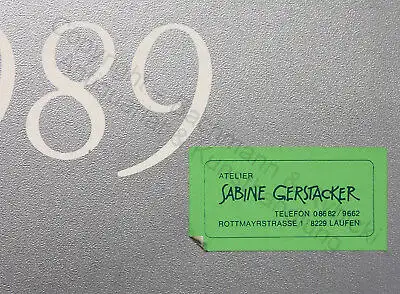 989
ATELIER
SABINE GERSTACKER
TELEFON 08682/9662
ROTTMAYRSTRASSE 1 · 8229 LAUFEN